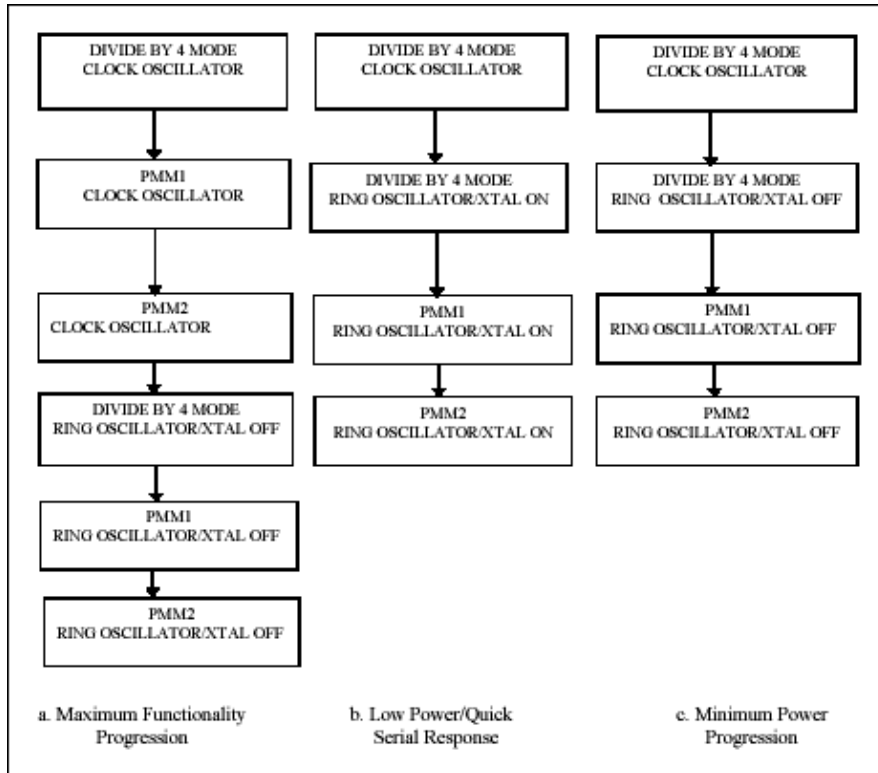 DIVIDE BY 4 MODE
CLOCK OSCILLATOR
PMM1
CLOCK OSCILLATOR
PMM2
CLOCK OSCILLATOR
DIVIDE BY 4 MODE
RING OSCILLATOR/XTAL OFF
PMM1
RING OSCILLATOR/XTAL OFF
PMM2
RING OSCILLATOR/XTAL OFF
a. Maximum Functionality
Progression
DIVIDE BY 4 MODE
CLOCK OSCILLATOR
DIVIDE BY 4 MODE
RING OSCILLATOR/XTAL ON
PMM1
RING OSCILLATOR/XTAL ON
PMM2
RING OSCILLATOR/XTAL ON
b. Low Power/Quick
Serial Response
DIVIDE BY 4 MODE
CLOCK OSCILLATOR
DIVIDE BY 4 MODE
RING OSCILLATOR/XTAL OFF
PMM1
RING OSCILLATOR/XTAL OFF
PMM2
RING OSCILLATOR/XTAL OFF
c. Minimum Power
Progression